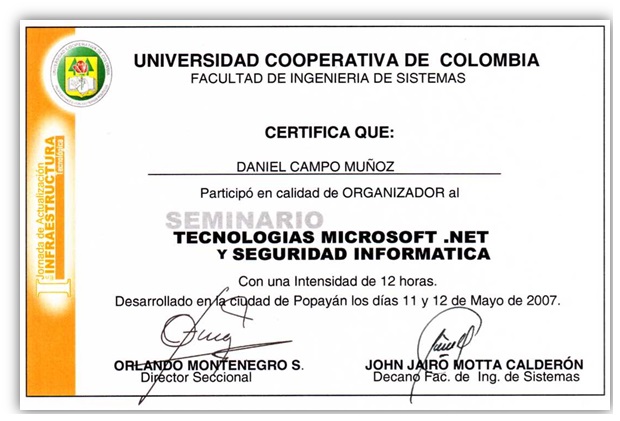 UNIVERSIDAD COOPERATIVA DE COLOMBIA
FACULTAD DE INGENIERIA DE SISTEMAS
CERTIFICA QUE:
DANIEL CAMPO MUÑOZ
Participó en calidad de ORGANIZADOR al
SEMINARIO
TECNOLOGIAS MICROSOFT .NET
Y SEGURIDAD INFORMATICA
Con una Intensidad de 12 horas.
Desarrollado en la ciudad de Popayán los días 11 y 12 de Mayo de 2007.
ORLANDO MONTENEGRO S.
Director Seccional
JOHN JAIRO MOTTA CALDERÓN
Decano Fac. de Ing. de Sistemas
I Jornada de Actualización
INFRAESTRUCTURA